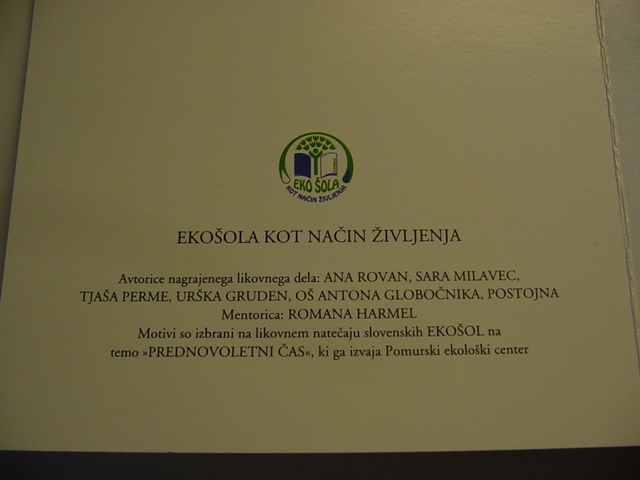 EKO ŠOLA
KOT NAČIN ŽIVLJENJA
EKOŠOLA KOT NAČIN ŽIVLJENJA
Avtorice nagrajenega likovnega dela: ANA ROVAN, SARA MILAVEC,
TJAŠA PERME, URŠKA GRUDEN, OŠ ANTONA GLOBOČNIKA, POSTOJNA
Mentorica: ROMANA HARMEL
Motivi so izbrani na likovnem natečaju slovenskih EKOŠOL na
temo »PREDNOVOLETNI ČAS«, ki ga izvaja Pomurski ekološki center